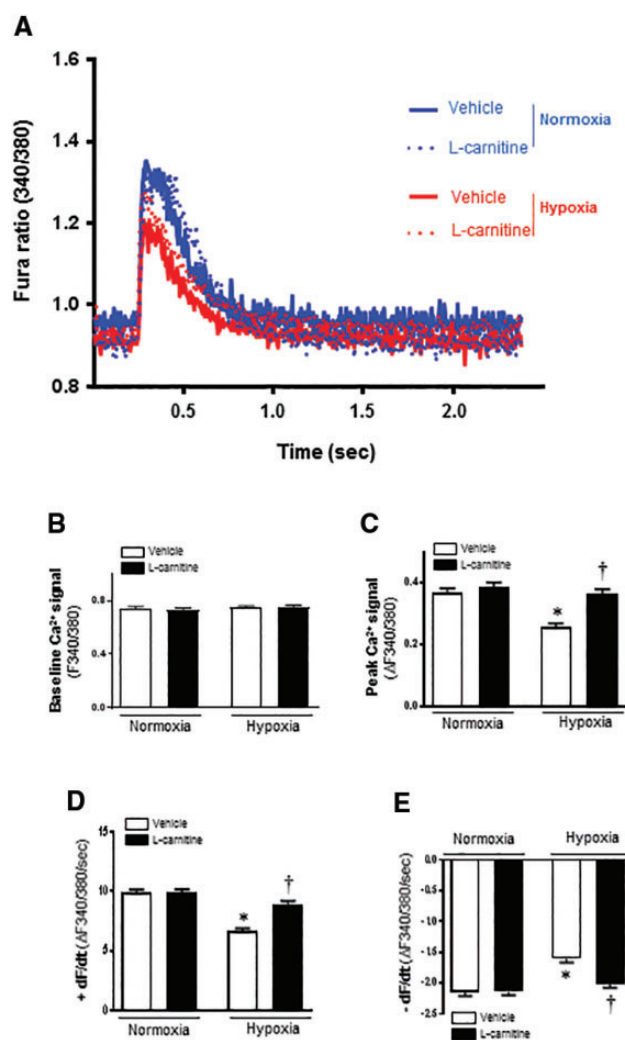 A
Fura ratio (340/380)
1.6
1.4
1.2
1.0
0.8
Vehicle
L-carnitine
Normoxia
Vehicle
L-carnitine
Hypoxia
0.5 1.0 1.5 2.0
Time (sec)
B
Vehicle
L-carnitine
Baseline Ca²⁺ signal
(F340/380)
0.8
0.4
0.0
Normoxia Hypoxia
C
Vehicle
L-carnitine
Peak Ca²⁺ signal
(ΔF340/380)
0.4
0.2
0.0
*
†
Normoxia Hypoxia
D
Vehicle
L-carnitine
+ dF/dt (ΔF340/380/sec)
15
10
5
0
*
†
Normoxia Hypoxia
E
Normoxia Hypoxia
- dF/dt (ΔF340/380/sec)
0.0
-0.5
-1.0
-1.5
-2.0
-2.5
*
†
Vehicle
L-carnitine